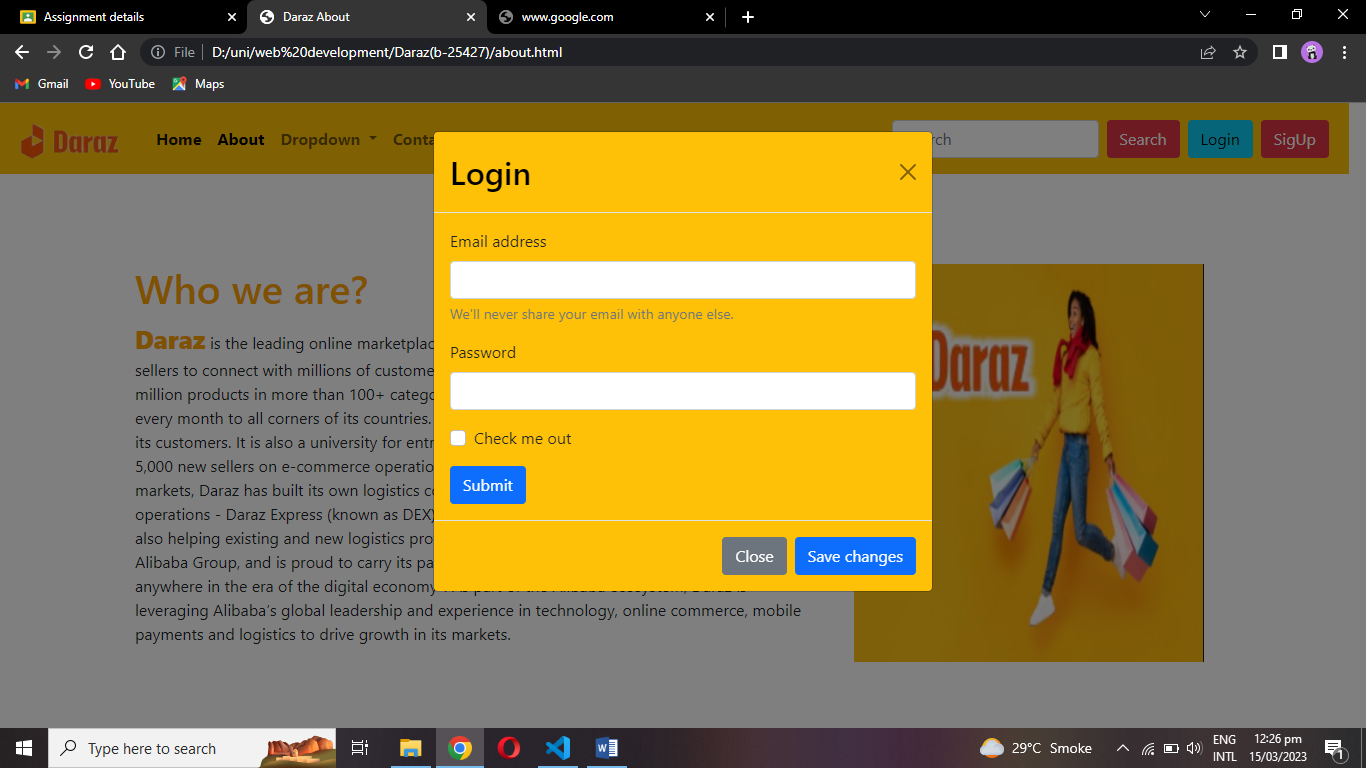 Assignment details
Daraz About
www.google.com
File
D:/uni/web%20development/Daraz(b-25427)/about.html
Gmail
YouTube
Maps
Daraz
Home
About
Dropdown
Search
Login
SigUp
Login
Email address
We'll never share your email with anyone else.
Password
Check me out
Submit
Close
Save changes
Who we are?
Daraz is the leading online
sellers to connect with millions of
million products in more than 100+
every month to all corners of its countries.
its customers. It is also a university for
5,000 new sellers on e-commerce
markets, Daraz has built its own logistics
operations - Daraz Express (known as DEX)
also helping existing and new logistics
Alibaba Group, and is proud to carry its
anywhere in the era of the digital economy
leveraging Alibaba's global leadership and experience in technology, online commerce, mobile
payments and logistics to drive growth in its markets.
Daraz
Type here to search
29°C Smoke
ENG
INTL
12:26 pm
15/03/2023
1